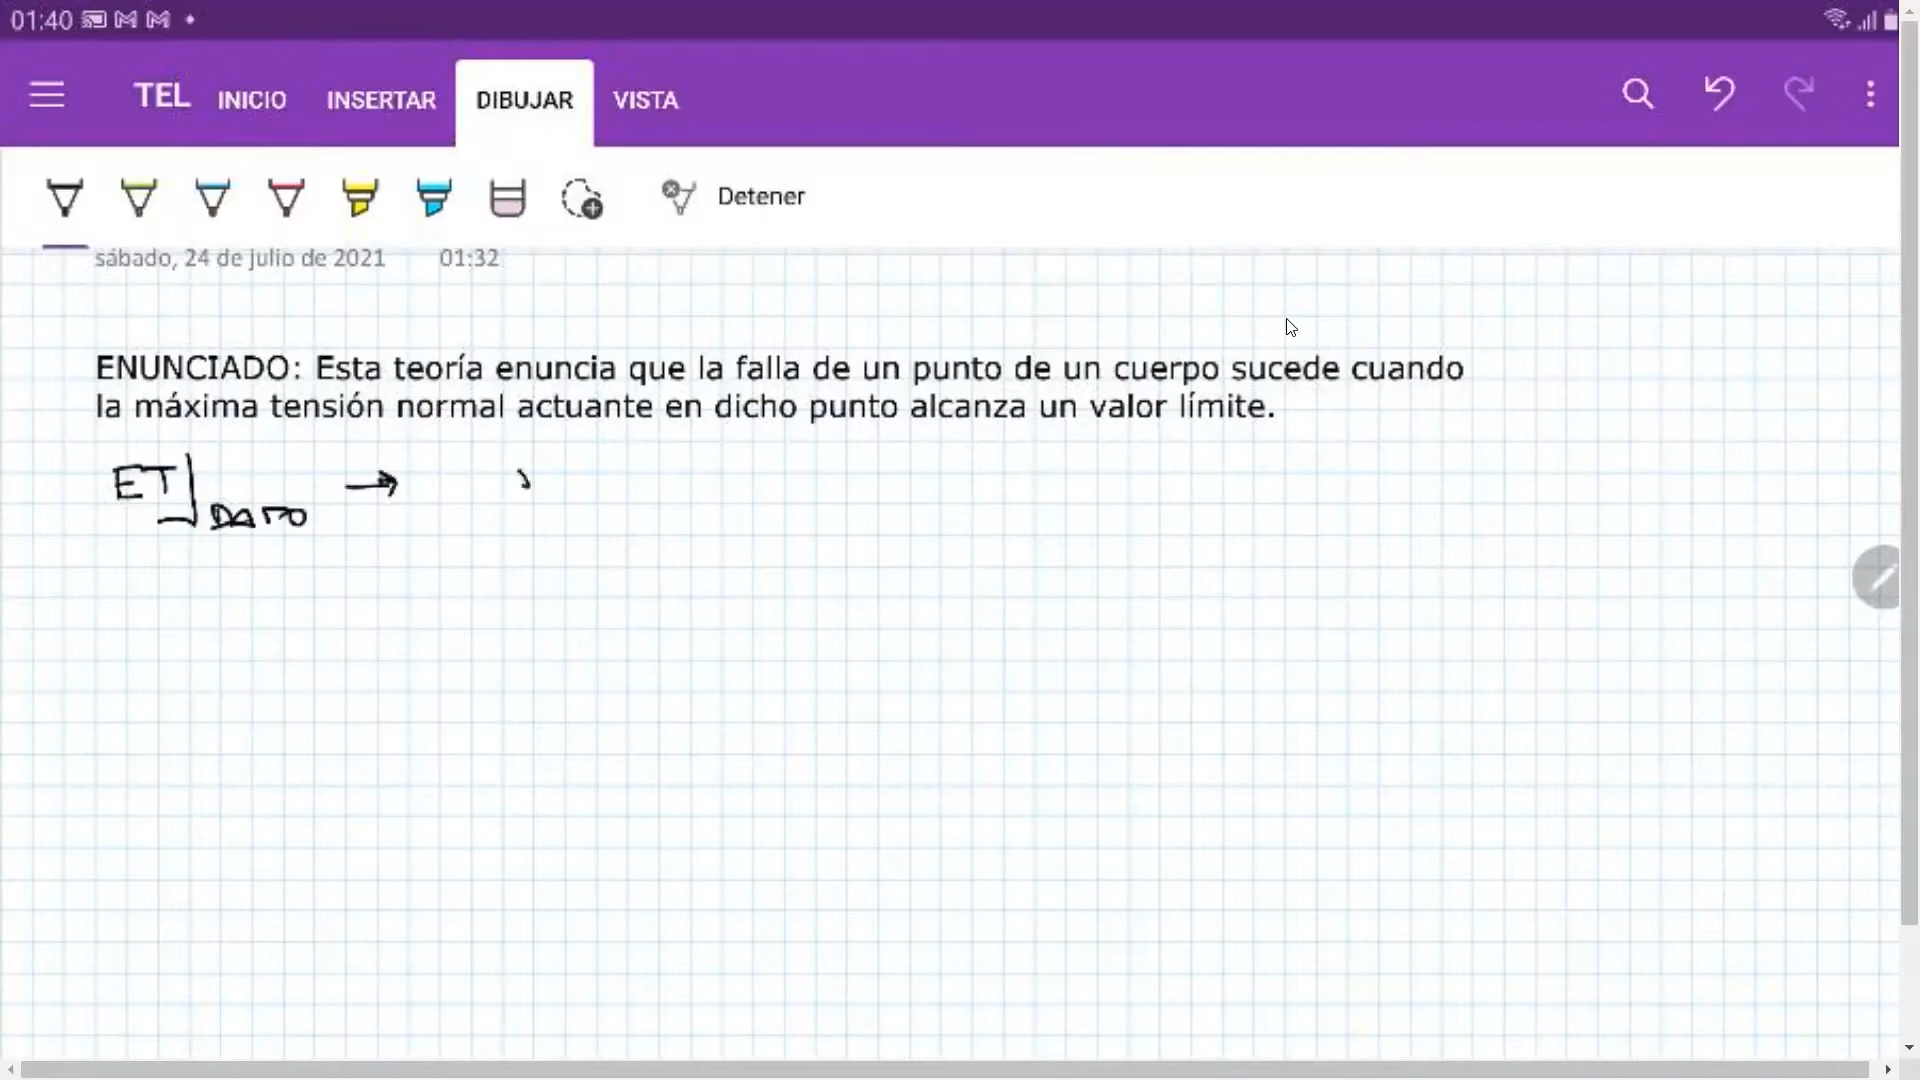 01:40
TEL INICIO INSERTAR DIBUJAR VISTA
Detener
sábado, 24 de julio de 2021 01:32
ENUNCIADO: Esta teoría enuncia que la falla de un punto de un cuerpo sucede cuando
la máxima tensión normal actuante en dicho punto alcanza un valor límite.
ET] DATO →